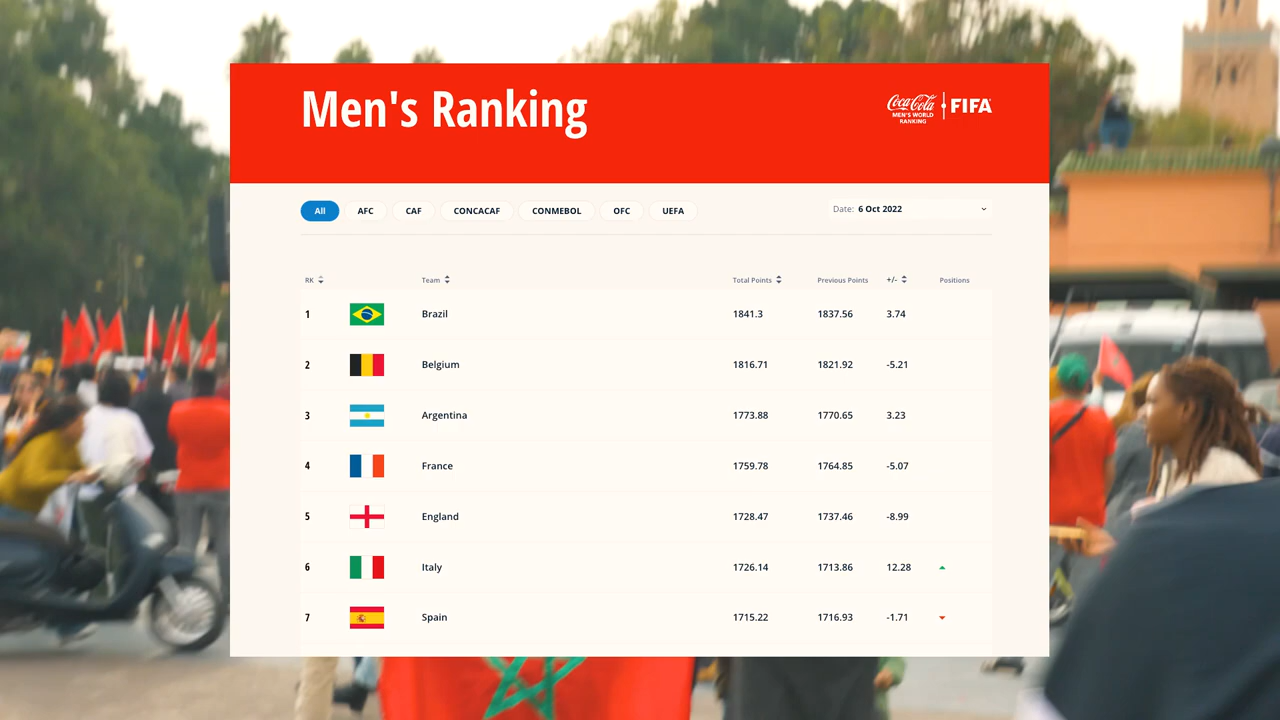 Men's Ranking
Coca-Cola
MEN'S WORLD
RANKING
FIFA
All AFC CAF CONCACAF CONMEBOL OFC UEFA Date: 6 Oct 2022
RK Team Total Points Previous Points +/- Positions
1 Brazil 1841.3 1837.56 3.74
2 Belgium 1816.71 1821.92 -5.21
3 Argentina 1773.88 1770.65 3.23
4 France 1759.78 1764.85 -5.07
5 England 1728.47 1737.46 -8.99
6 Italy 1726.14 1713.86 12.28
7 Spain 1715.22 1716.93 -1.71